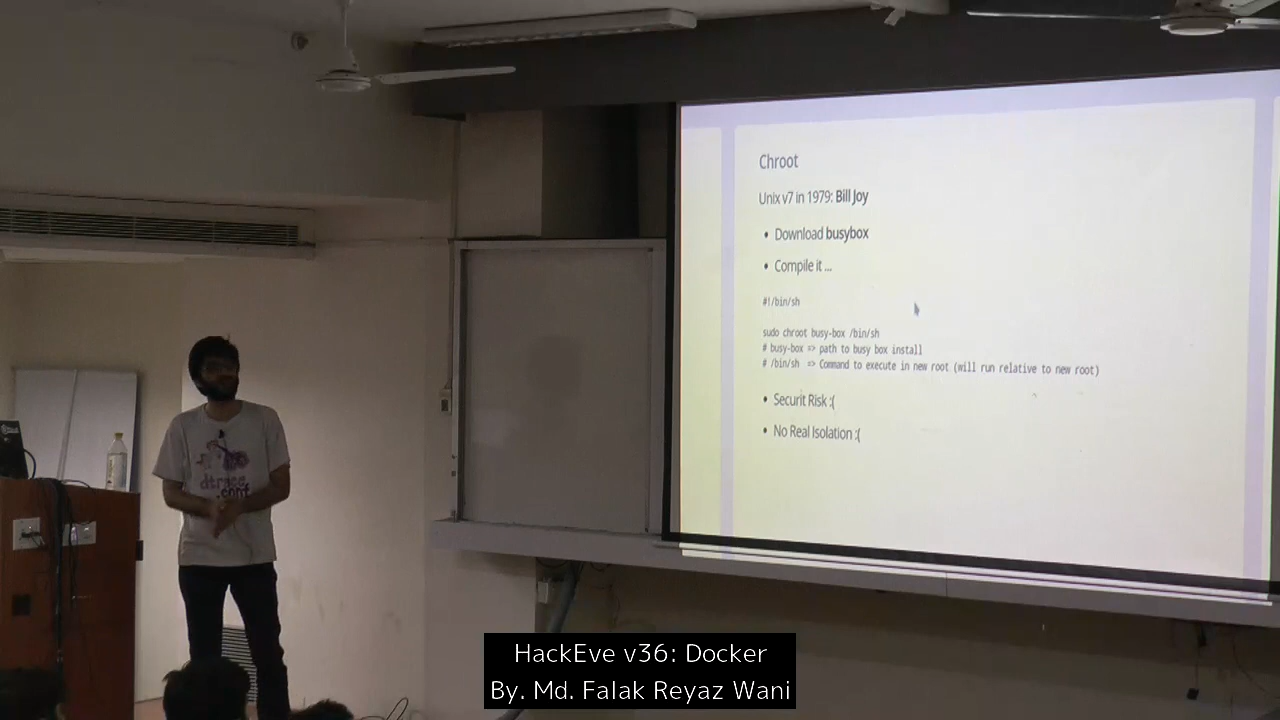 Chroot
Unix v7 in 1979: Bill Joy
• Download busybox
• Compile it ...
#!/bin/sh
sudo chroot busy-box /bin/sh
# busy-box => path to busy box install
# /bin/sh => Command to execute in new root (will run relative to new root)
• Securit Risk :(
• No Real Isolation :(
dtrace
.conf
HackEve v36: Docker
By. Md. Falak Reyaz Wani